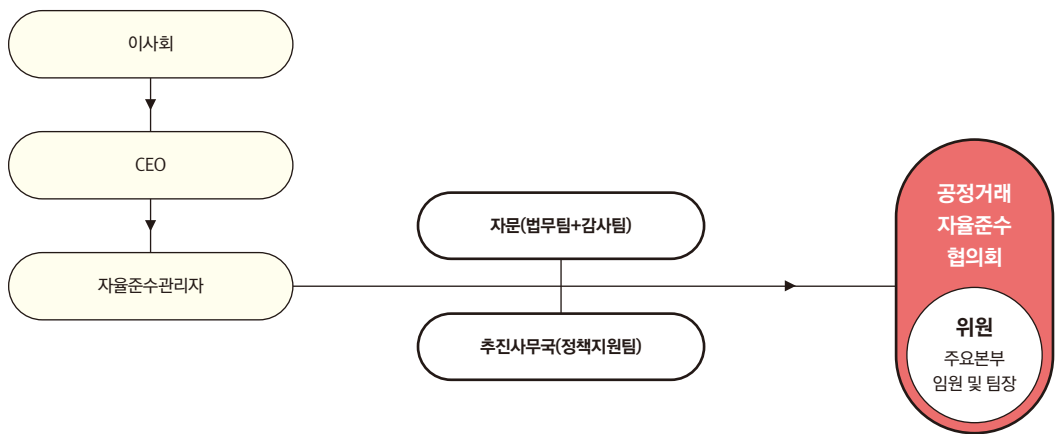 이사회
CEO
자율준수관리자
자문(법무팀+감사팀)
추진사무국(정책지원팀)
공정거래
자율준수
협의회
위원
주요본부
임원 및 팀장